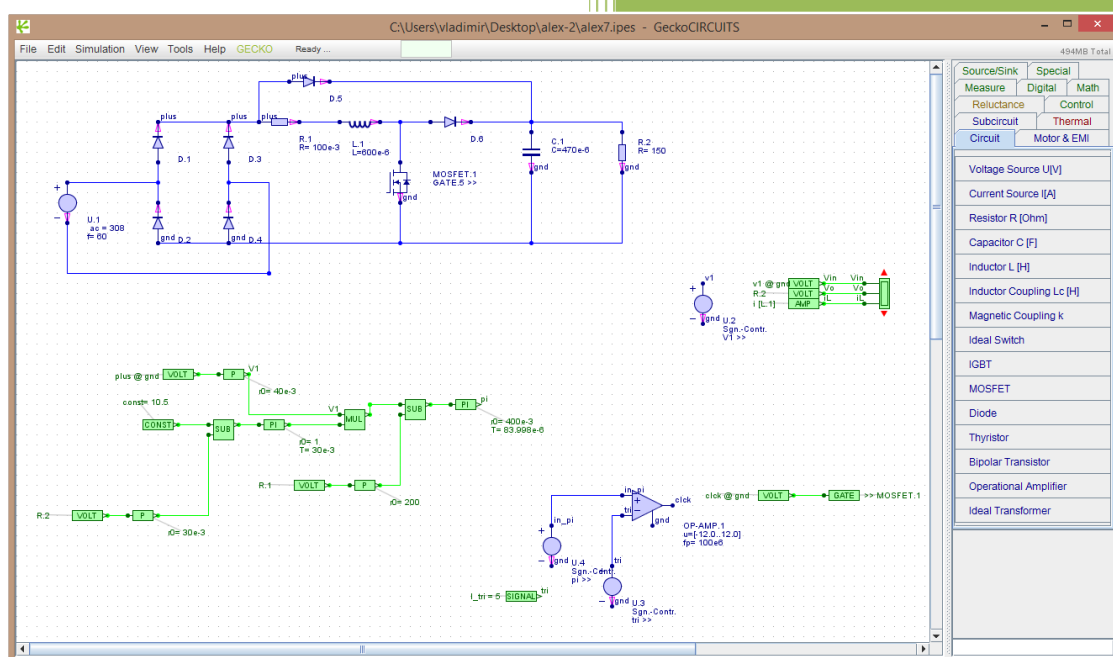 C:\Users\vladimir\Desktop\alex-2\alex7.ipes - GeckoCIRCUITS
File Edit Simulation View Tools Help GECKO Ready ...
494MB Total
Source/Sink Special
Measure Digital Math
Reluctance Control
Subcircuit Thermal
Circuit Motor & EMI
Voltage Source U[V]
Current Source I[A]
Resistor R [Ohm]
Capacitor C [F]
Inductor L [H]
Inductor Coupling Lc [H]
Magnetic Coupling k
Ideal Switch
IGBT
MOSFET
Diode
Thyristor
Bipolar Transistor
Operational Amplifier
Ideal Transformer
plus
D.5
plus
plus
plus
D.1
D.3
R.1
R= 100e-3
L.1
L=600e-6
D.6
C.1
C=470e-6
gnd
R.2
R= 150
gnd
MOSFET.1
GATE.5 >>
gnd
+
-
U.1
ac = 308
f= 60
gnd D.2
gnd D.4
v1
+
-
gnd U.2
Sgn.-Contr.
V1 >>
v1 @ gnd VOLT Vin Vin
R.2 VOLT Vo Vo
i [L.1] AMP iL iL
plus @ gnd VOLT P V1
r0= 40e-3
const= 10.5
CONST
SUB
PI
r0= 1
T= 30e-3
V1
MUL
SUB
PI
pi
r0= 400e-3
T= 83.998e-6
R.1 VOLT P
r0= 200
R.2 VOLT P
r0= 30e-3
in_pi
+
-
tri
clck
gnd
OP-AMP.1
u=[-12.0..12.0]
fp= 100e6
in_pi
+
-
gnd U.4
Sgn.-Contr.
pi >>
tri
+
-
gnd U.3
Sgn.-Contr.
tri >>
I_tri = 5 SIGNAL tri
clck @ gnd VOLT GATE >> MOSFET.1